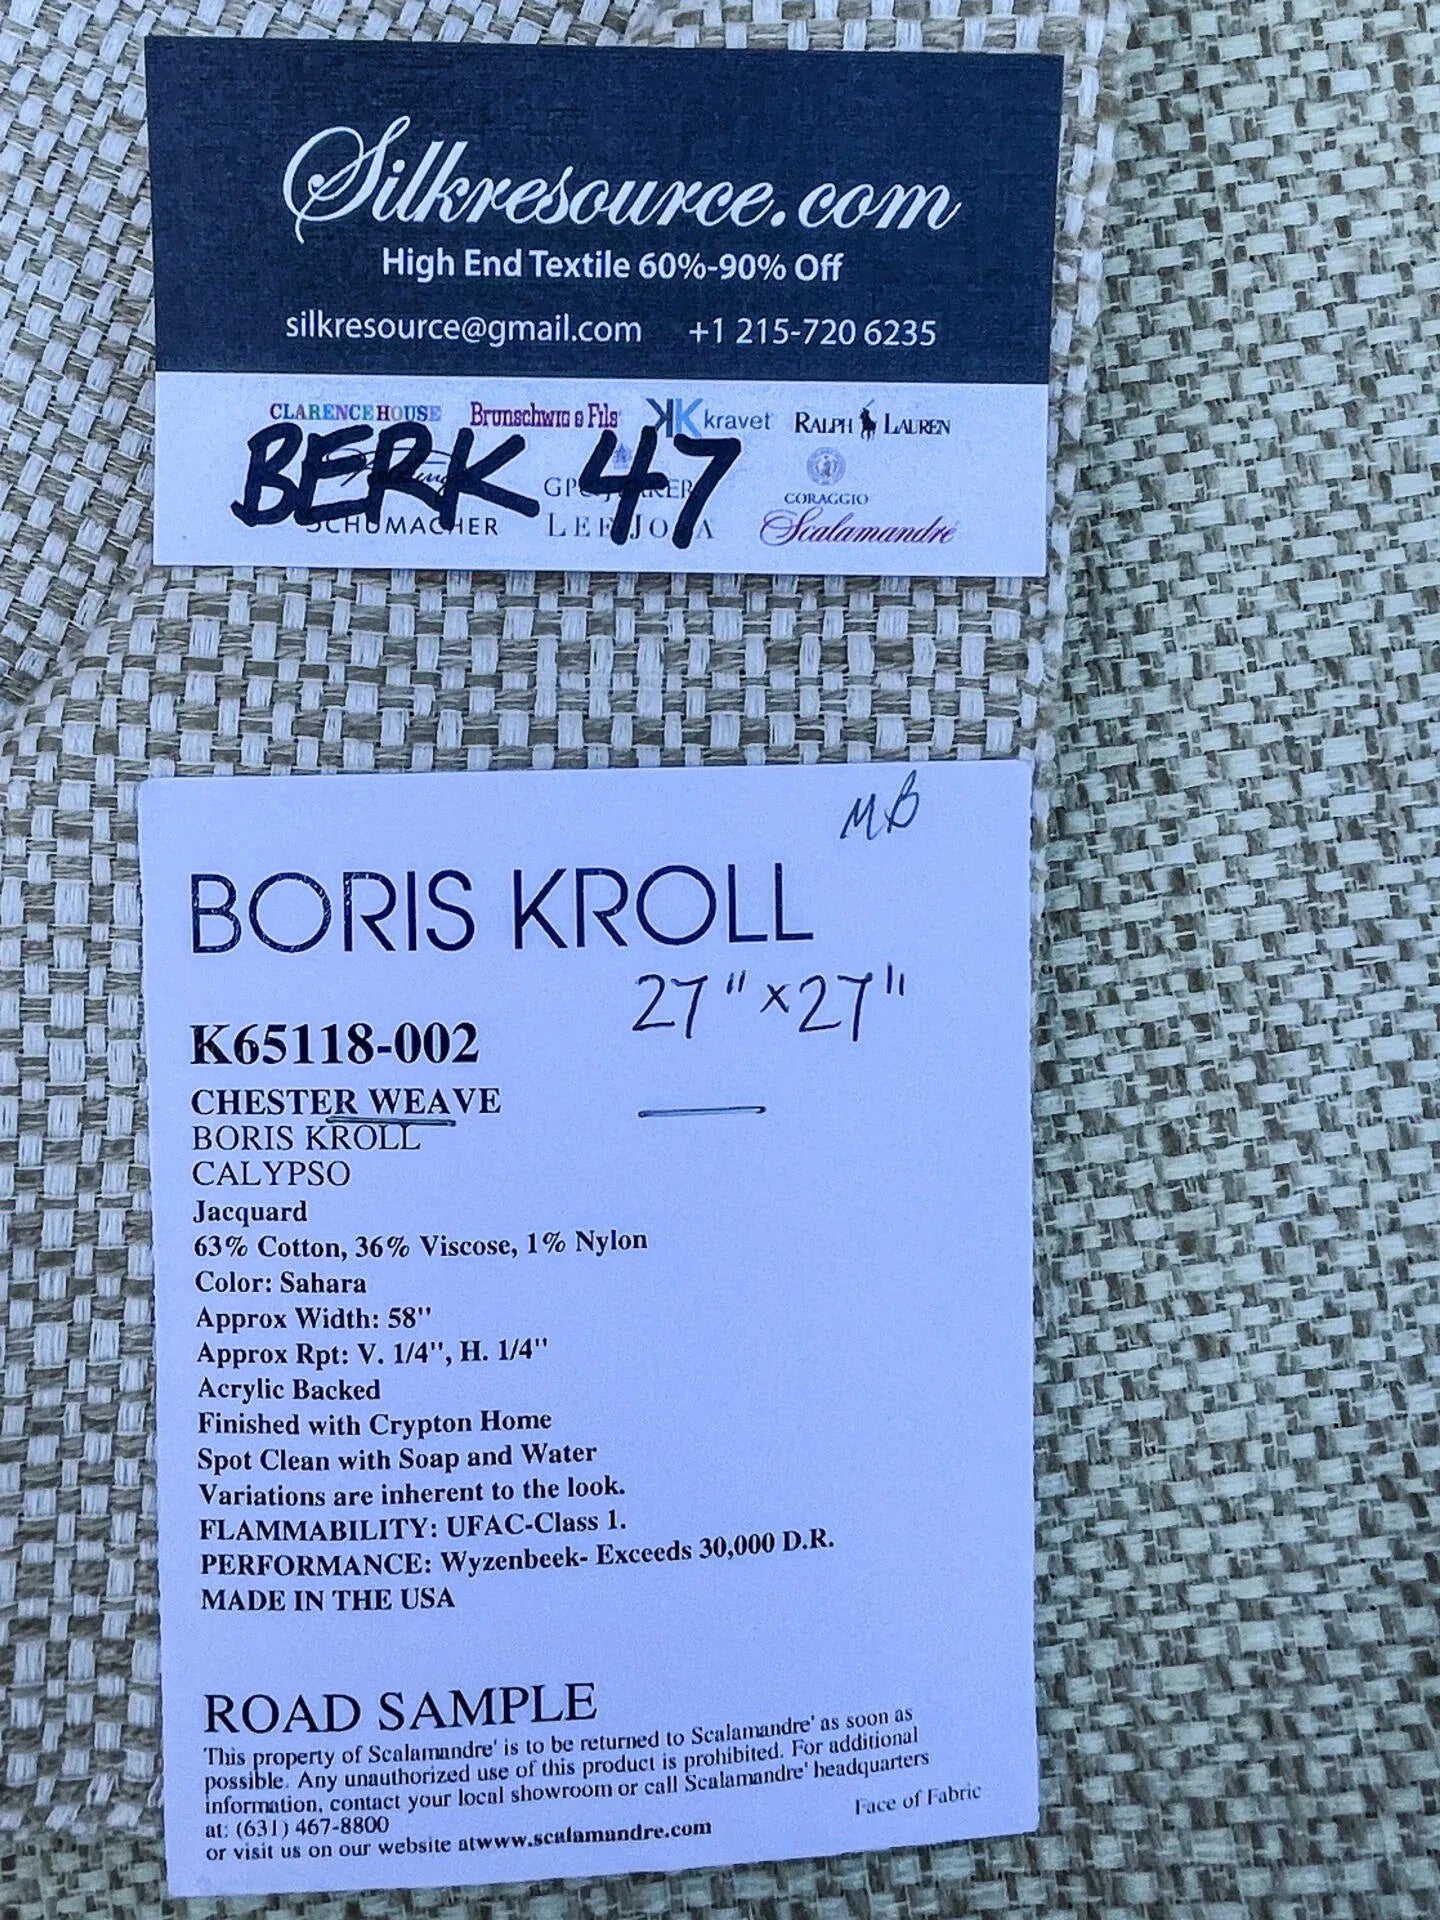 Silkresource.com
High End Textile 60%-90% Off
silkresource@gmail.com +1 215-720 6235
CLARENCE HOUSE Brunschwig & Fils kravet RALPH LAUREN
BERK 47
CORAGGIO
SCHUMACHER Scalamandré
MB
BORIS KROLL
27" x 27"
K65118-002
CHESTER WEAVE
BORIS KROLL
CALYPSO
Jacquard
63% Cotton, 36% Viscose, 1% Nylon
Color: Sahara
Approx Width: 58"
Approx Rpt: V. 1/4", H. 1/4"
Acrylic Backed
Finished with Crypton Home
Spot Clean with Soap and Water
Variations are inherent to the look.
FLAMMABILITY: UFAC-Class 1.
PERFORMANCE: Wyzenbeek- Exceeds 30,000 D.R.
MADE IN THE USA
ROAD SAMPLE
This property of Scalamandre' is to be returned to Scalamandre' as soon as
possible. Any unauthorized use of this product is prohibited. For additional
information, contact your local showroom or call Scalamandre' headquarters
at: (631) 467-8800
or visit us on our website atwww.scalamandre.com
Face of Fabric